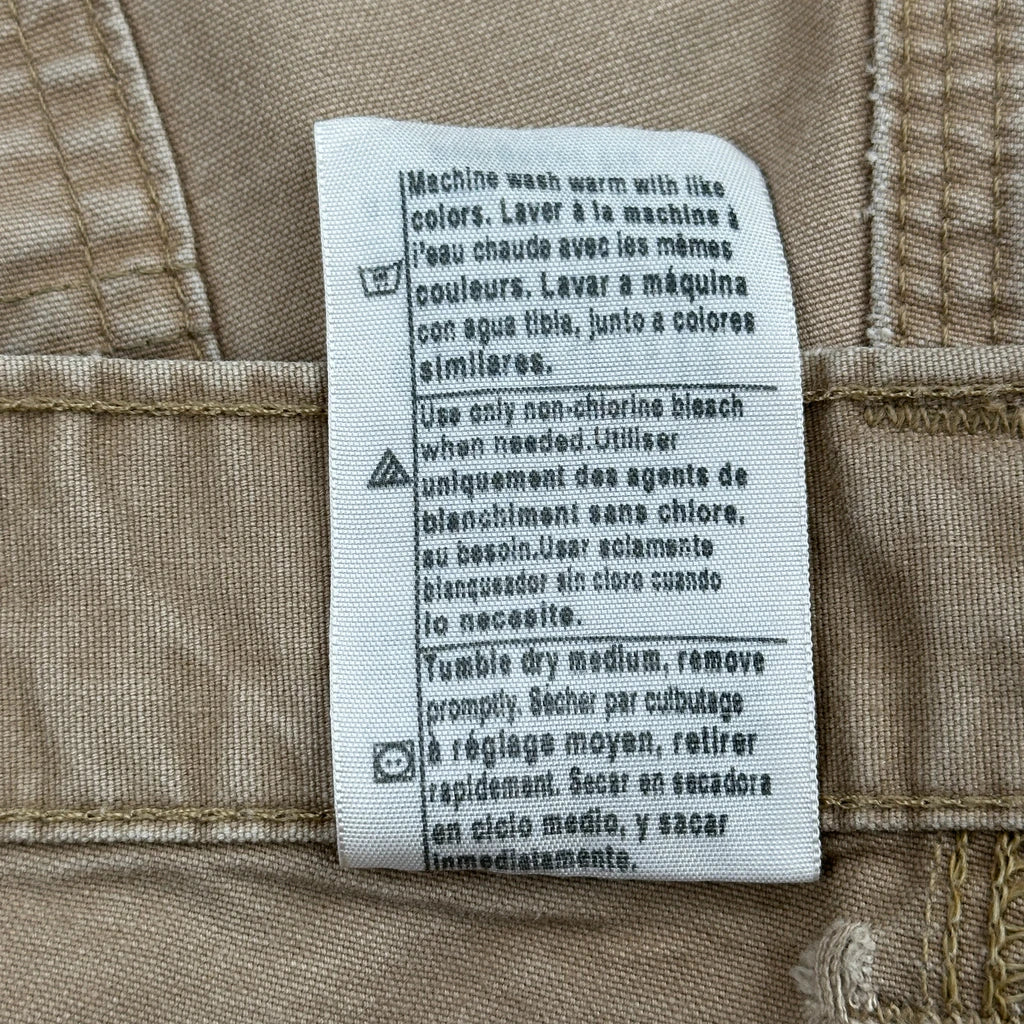 Machine wash warm with like
colors. Laver à la machine à
l'eau chaude avec les mêmes
couleurs. Lavar a máquina
con agua tibia, junto a colores
similares.
Use only non-chlorine bleach
when needed.Utiliser
uniquement des agents de
blanchiment sans chlore,
au besoin.Usar solamente
blanqueador sin cloro cuando
lo necesite.
Tumble dry medium, remove
promptly. Sécher par culbutage
à réglage moyen, retirer
rapidement. Secar en secadora
en ciclo medio, y sacar
inmediatamente.